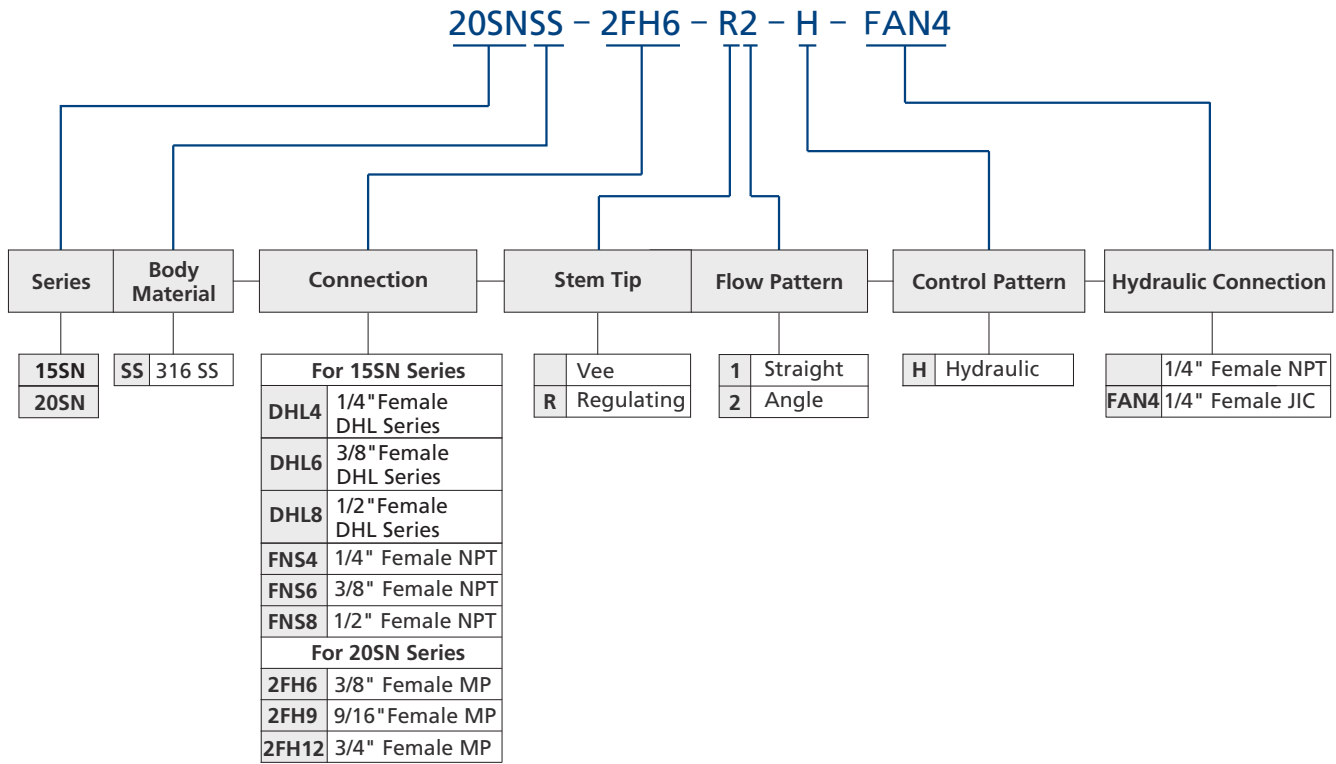 20SNSS – 2FH6 – R2 – H – FAN4
Series
Body
Material
Connection
Stem Tip
Flow Pattern
Control Pattern
Hydraulic Connection
15SN
20SN
SS 316 SS
For 15SN Series
DHL4 1/4"Female
DHL Series
DHL6 3/8"Female
DHL Series
DHL8 1/2"Female
DHL Series
FNS4 1/4" Female NPT
FNS6 3/8" Female NPT
FNS8 1/2" Female NPT
For 20SN Series
2FH6 3/8" Female MP
2FH9 9/16"Female MP
2FH12 3/4" Female MP
Vee
R Regulating
1 Straight
2 Angle
H Hydraulic
1/4" Female NPT
FAN4 1/4" Female JIC